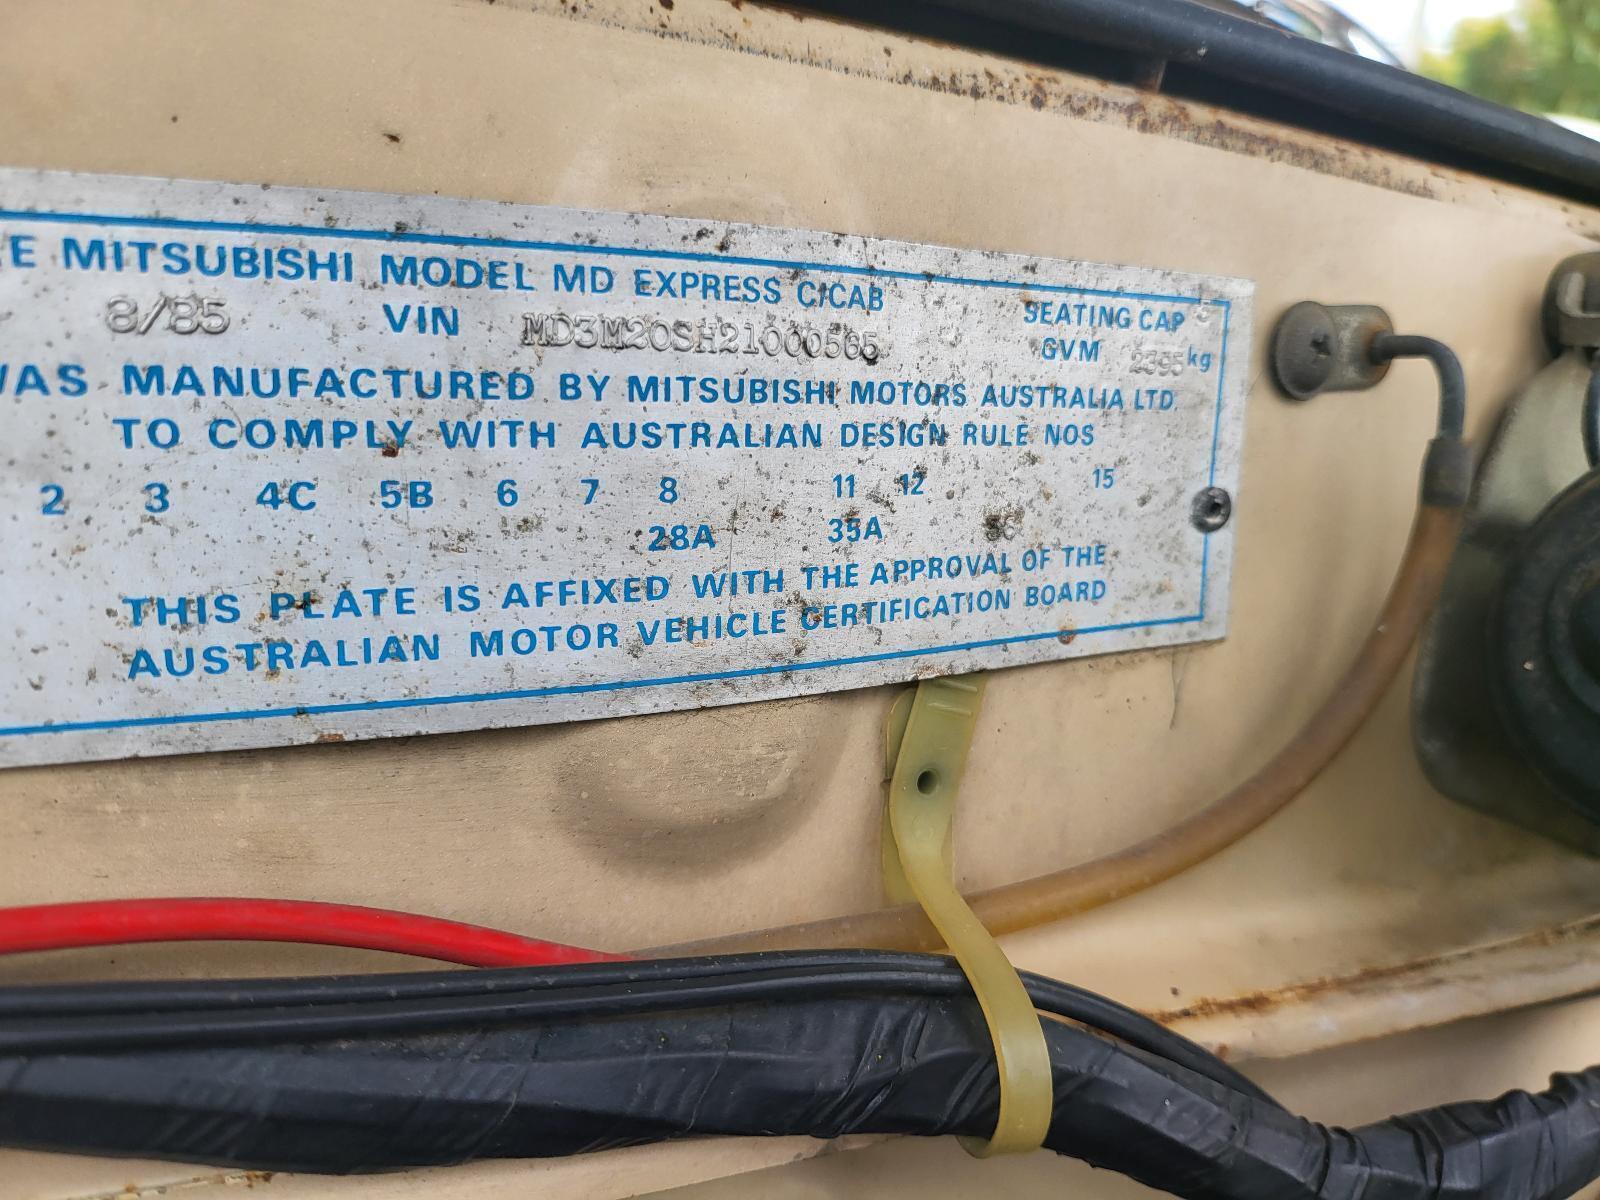 E MITSUBISHI MODEL MD EXPRESS C/CAB
8/85 VIN MD3M20SH21000565 SEATING CAP 5
GVM 2395 kg
WAS MANUFACTURED BY MITSUBISHI MOTORS AUSTRALIA LTD.
TO COMPLY WITH AUSTRALIAN DESIGN RULE NOS
2 3 4C 5B 6 7 8 11 12 15
28A 35A
THIS PLATE IS AFFIXED WITH THE APPROVAL OF THE
AUSTRALIAN MOTOR VEHICLE CERTIFICATION BOARD